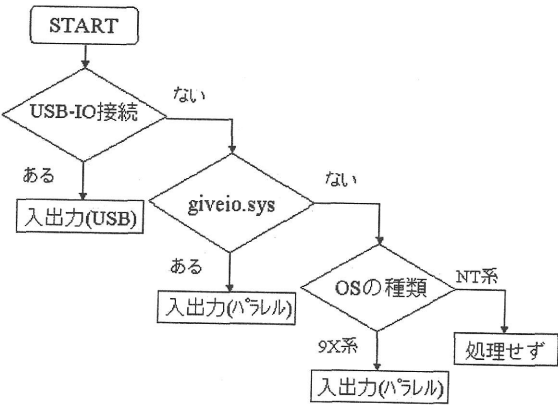 START
USB-IO接続
ない
ある
入出力(USB)
giveio.sys
ない
ある
入出力(ﾊﾟﾗﾚﾙ)
OSの種類
NT系
処理せず
9X系
入出力(ﾊﾟﾗﾚﾙ)